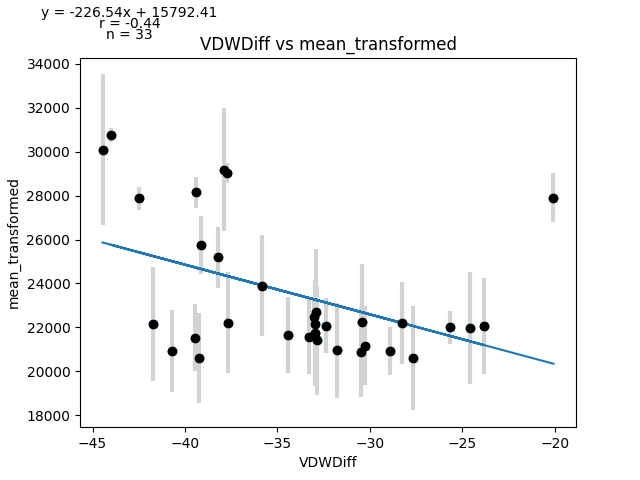 y = -226.54x + 15792.41
r = -0.44
n = 33
VDWDiff vs mean_transformed
34000
32000
30000
28000
26000
24000
22000
20000
18000
mean_transformed
−45
−40
−35
−30
−25
−20
VDWDiff